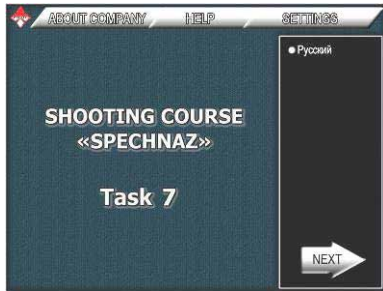 ABOUT COMPANY HELP SETTINGS
SHOOTING COURSE
«SPECHNAZ»
Task 7
Русский
NEXT